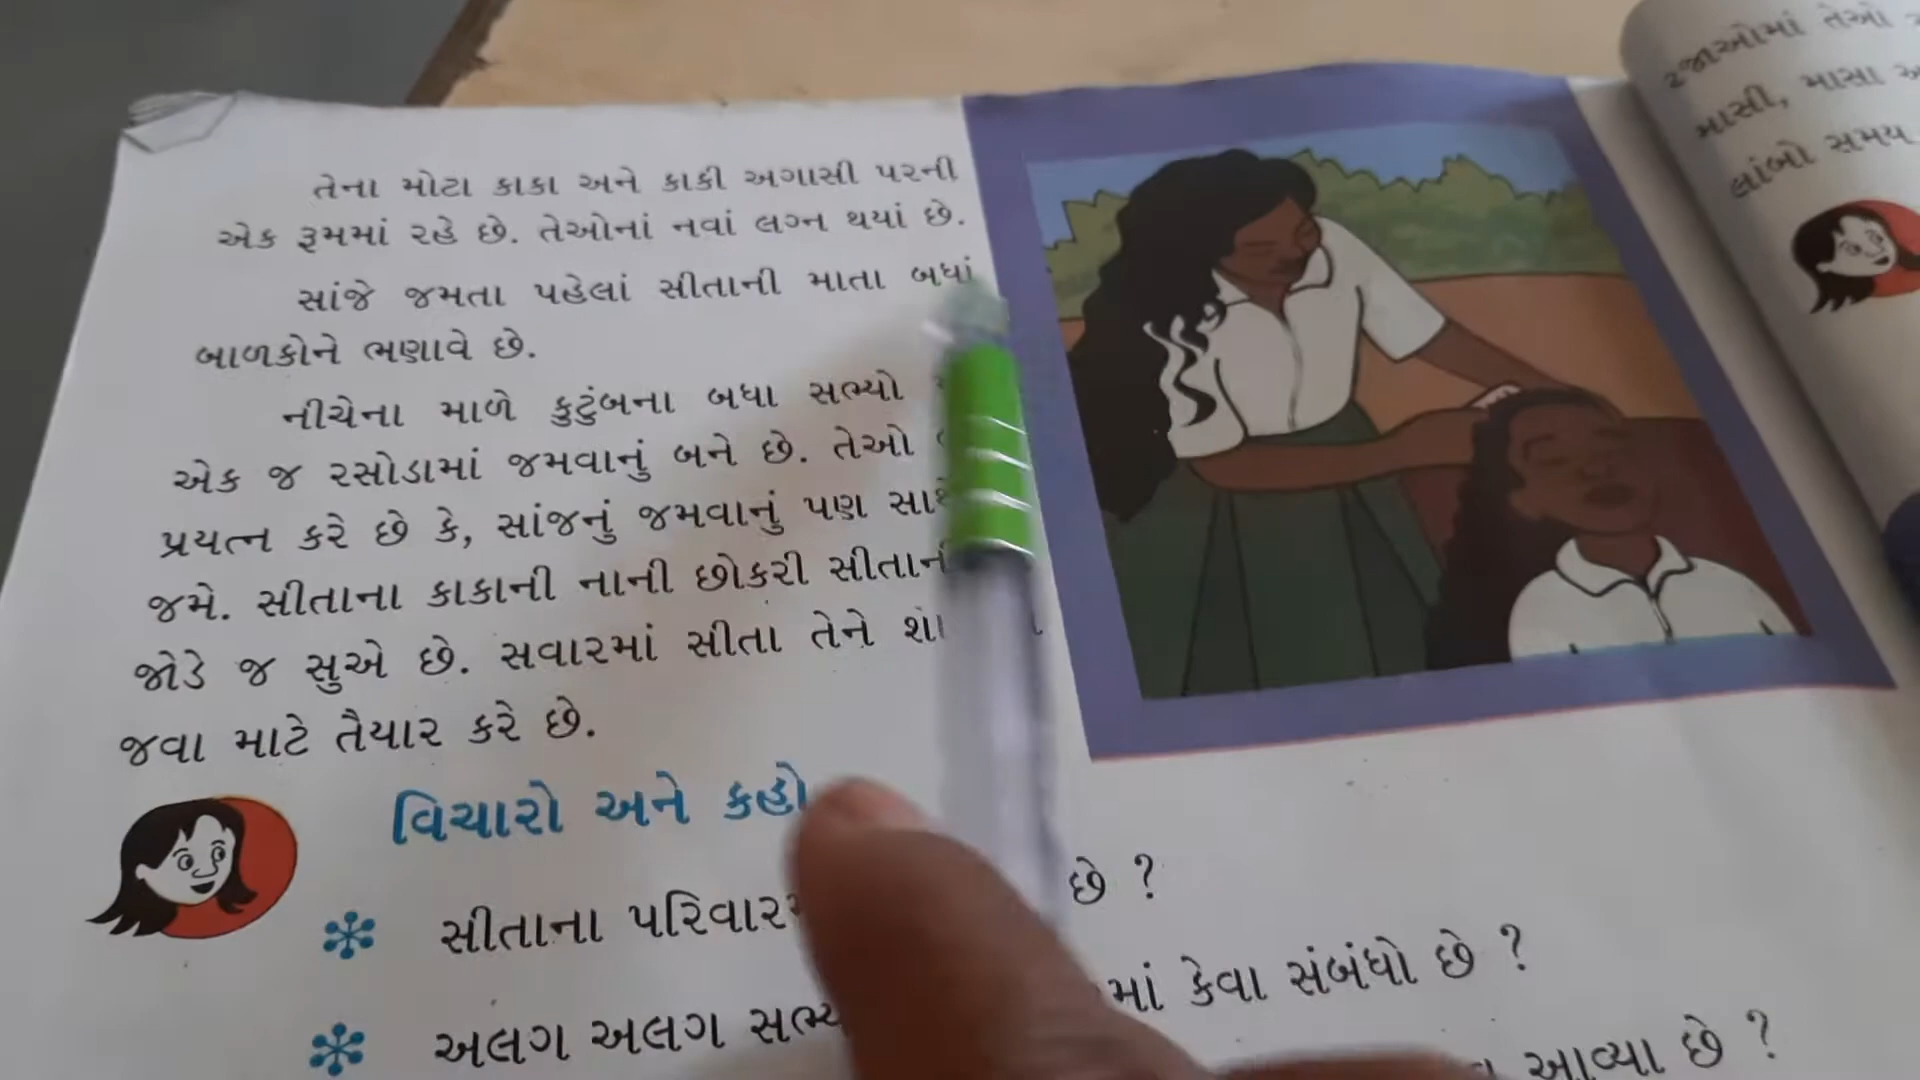 તેના મોટા કાકા અને કાકી અગાસી પરની
એક રૂમમાં રહે છે. તેઓનાં નવાં લગ્ન થયાં છે.
સાંજે જમતા પહેલાં સીતાની માતા બધાં
બાળકોને ભણાવે છે.
નીચેના માળે કુટુંબના બધા સભ્યો
એક જ રસોડામાં જમવાનું બને છે. તેઓ
પ્રયત્ન કરે છે કે, સાંજનું જમવાનું પણ
જમે. સીતાના કાકાની નાની છોકરી
જોડે જ સુએ છે. સવારમાં સીતા તેને
જવા માટે તૈયાર કરે છે.
વિચારો અને કહો
સીતાના છે ?
અલગ અલગ કેવા સંબંધો છે ?
આવ્યા છે ?
તેઓ
માસી, માસા
લાંબો સમય